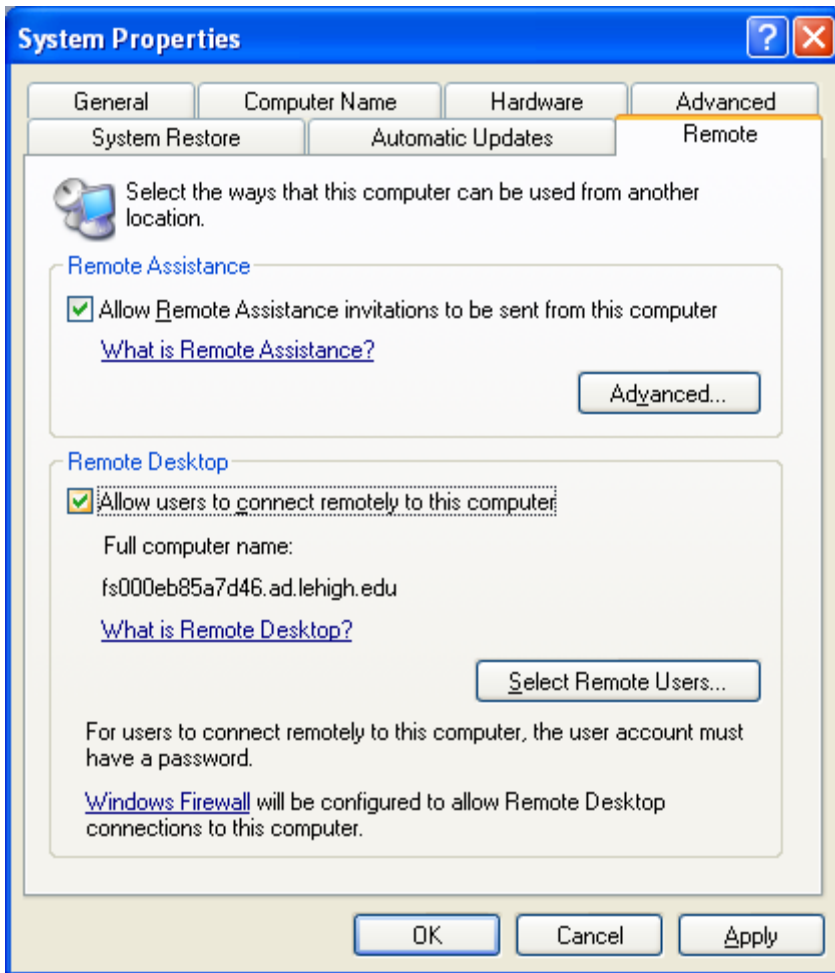 System Properties
General Computer Name Hardware Advanced
System Restore Automatic Updates Remote
Select the ways that this computer can be used from another
location.
Remote Assistance
Allow Remote Assistance invitations to be sent from this computer
What is Remote Assistance?
Advanced...
Remote Desktop
Allow users to connect remotely to this computer
Full computer name:
fs000eb85a7d46.ad.lehigh.edu
What is Remote Desktop?
Select Remote Users...
For users to connect remotely to this computer, the user account must
have a password.
Windows Firewall will be configured to allow Remote Desktop
connections to this computer.
OK Cancel Apply